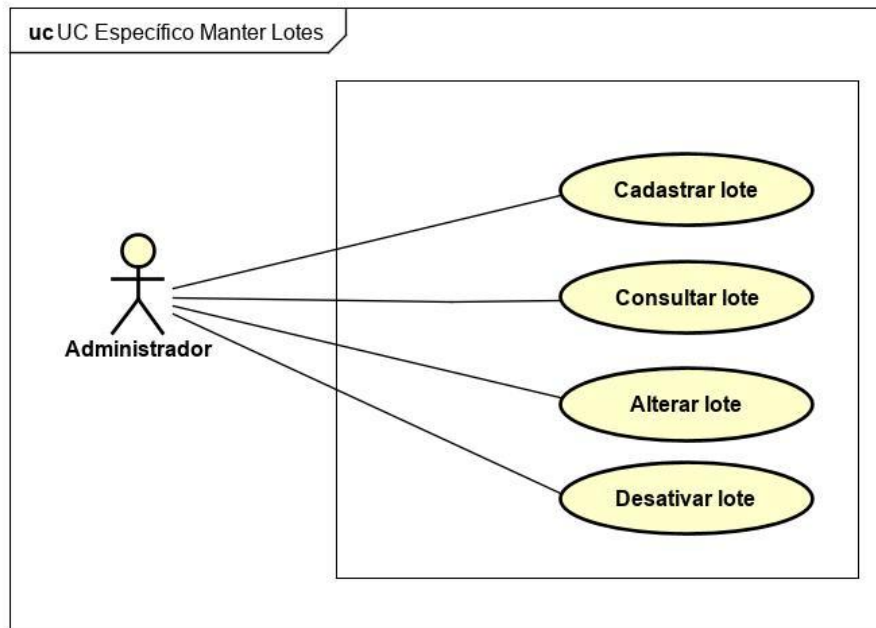 uc UC Específico Manter Lotes
Cadastrar lote
Consultar lote
Administrador
Alterar lote
Desativar lote